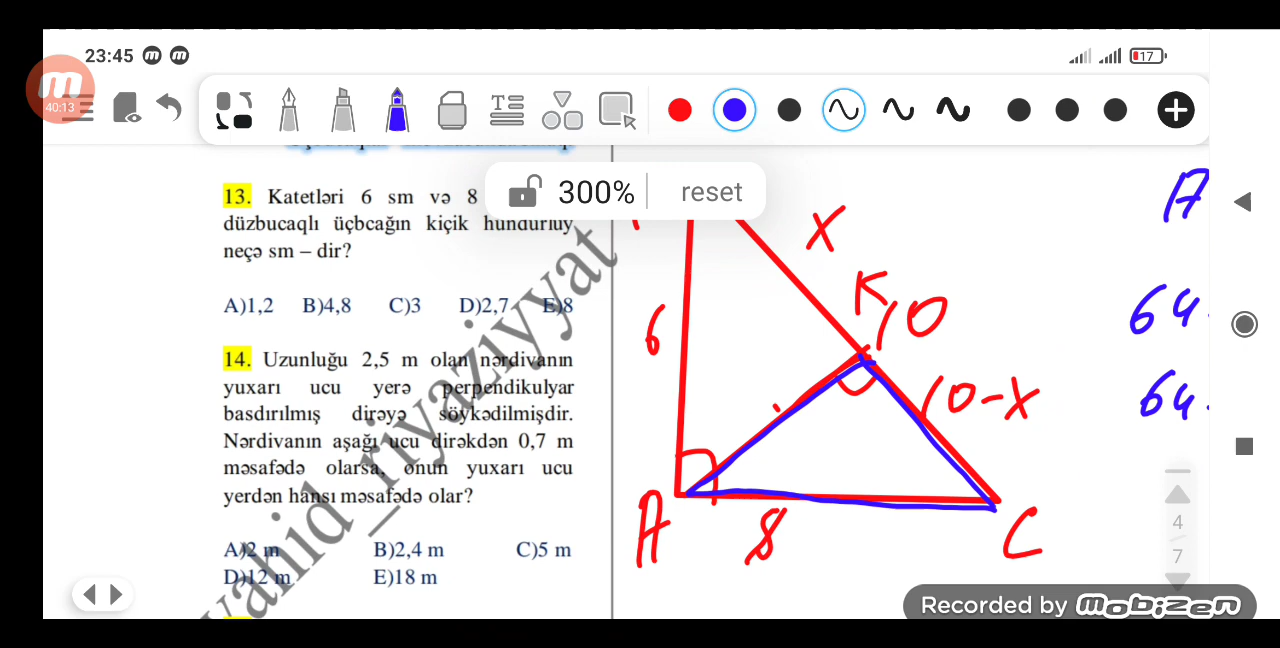 23:45
17
40:13
300% reset
13. Katetləri 6 sm və 8
düzbucaqlı üçbcağın kiçik hündürlüy
neçə sm – dir?
A)1,2 B)4,8 C)3 D)2,7 E)8
14. Uzunluğu 2,5 m olan nərdivanın
yuxarı ucu yerə perpendikulyar
basdırılmış dirəyə söykədilmişdir.
Nərdivanın aşağı ucu dirəkdən 0,7 m
məsafədə olarsa, onun yuxarı ucu
yerdən hansı məsafədə olar?
A)2 m B)2,4 m C)5 m
D)12 m E)18 m
vahid_riyaziyyat
x
K
10
6
10-x
A
8
C
A
64
64
4
7
Recorded by mobizen